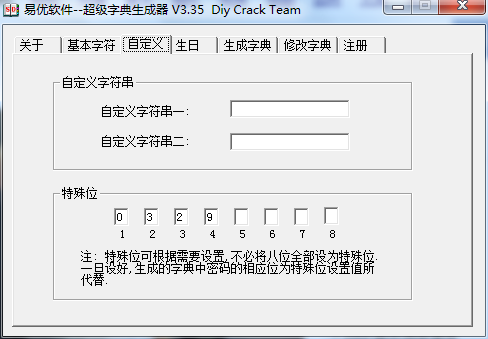 易优软件--超级字典生成器 V3.35 Diy Crack Team
关于 基本字符 自定义 生日 生成字典 修改字典 注册
自定义字符串
自定义字符串一:
自定义字符串二:
特殊位
0 3 2 9
1 2 3 4 5 6 7 8
注: 特殊位可根据需要设置,不必将八位全部设为特殊位.
一旦设好,生成的字典中密码的相应位为特殊位设置值所
代替.